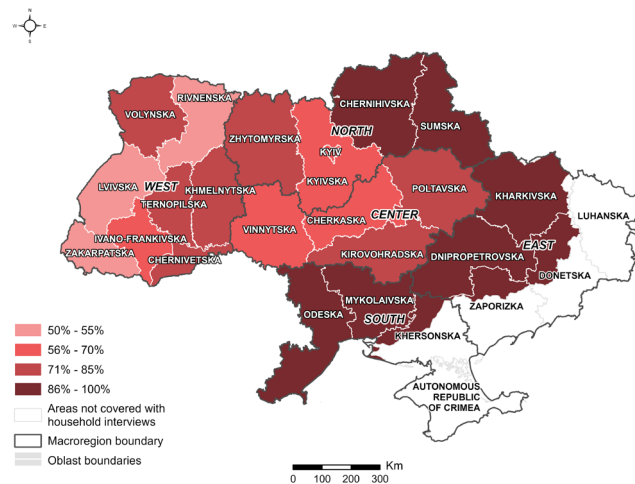 N
W E
S
RIVNENSKA
VOLYNSKA
CHERNIHIVSKA
SUMSKA
ZHYTOMYRSKA
NORTH
KYIV
KYIVSKA
LVIVSKA
WEST
KHMELNYTSKA
TERNOPILSKA
POLTAVSKA
KHARKIVSKA
LUHANSKA
CHERKASKA
CENTER
VINNYTSKA
IVANO-FRANKIVSKA
ZAKARPATSKA
CHERNIVETSKA
KIROVOHRADSKA
DNIPROPETROVSKA
EAST
DONETSKA
ZAPORIZKA
MYKOLAIVSKA
ODESKA
SOUTH
KHERSONSKA
AUTONOMOUS
REPUBLIC
OF CRIMEA
50% - 55%
56% - 70%
71% - 85%
86% - 100%
Areas not covered with
household interviews
Macroregion boundary
Oblast boundaries
Km
0 100 200 300